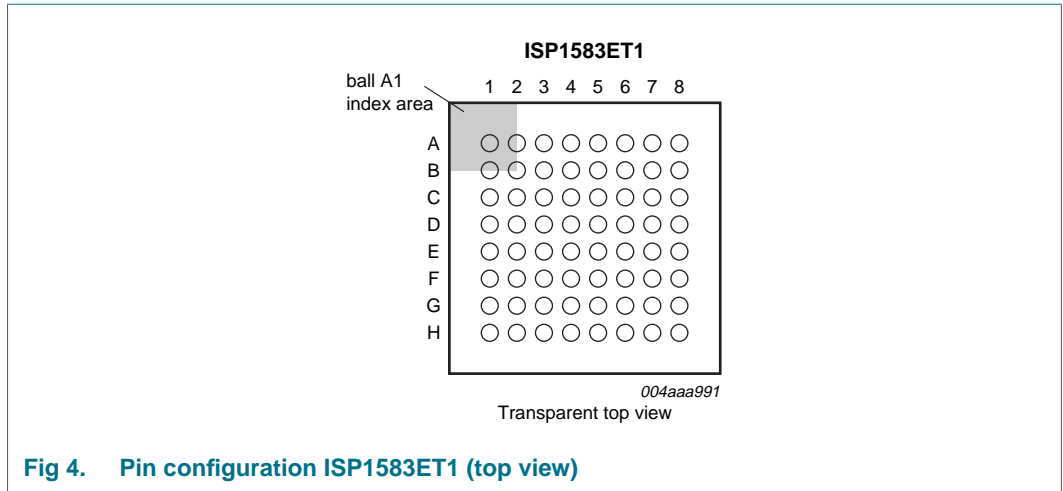 ISP1583ET1
ball A1
index area
1 2 3 4 5 6 7 8
A
B
C
D
E
F
G
H
004aaa991
Transparent top view
Fig 4. Pin configuration ISP1583ET1 (top view)